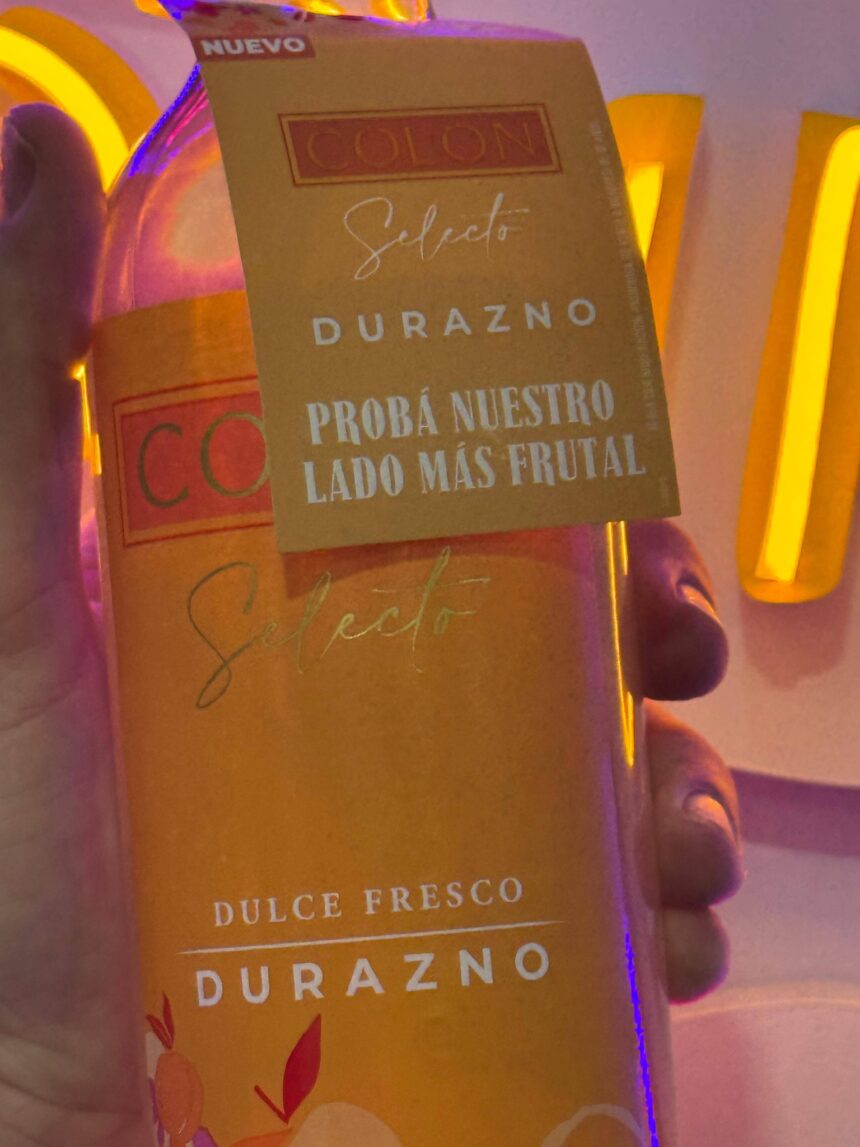 NUEVO
COLON
Selecto
DURAZNO
PROBÁ NUESTRO
LADO MÁS FRUTAL
CO
Selecto
DULCE FRESCO
DURAZNO